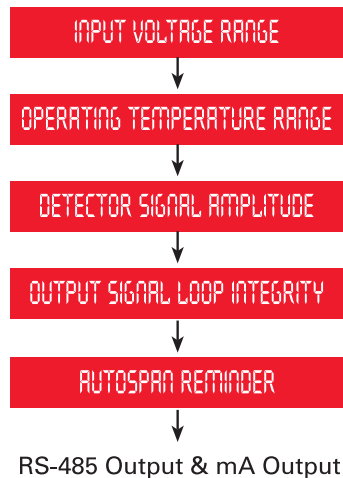 INPUT VOLTAGE RANGE
OPERATING TEMPERATURE RANGE
DETECTOR SIGNAL AMPLITUDE
OUTPUT SIGNAL LOOP INTEGRITY
AUTOSPAN REMINDER
RS-485 Output & mA Output